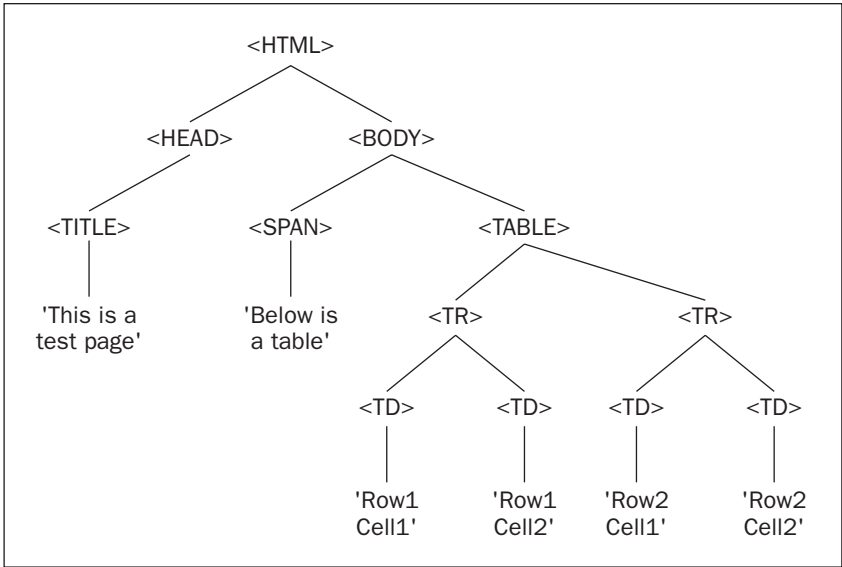 <HTML>
<HEAD> <BODY>
<TITLE> <SPAN> <TABLE>
'This is a 'Below is <TR> <TR>
test page' a table'
<TD> <TD> <TD> <TD>
'Row1 'Row1 'Row2 'Row2
Cell1' Cell2' Cell1' Cell2'